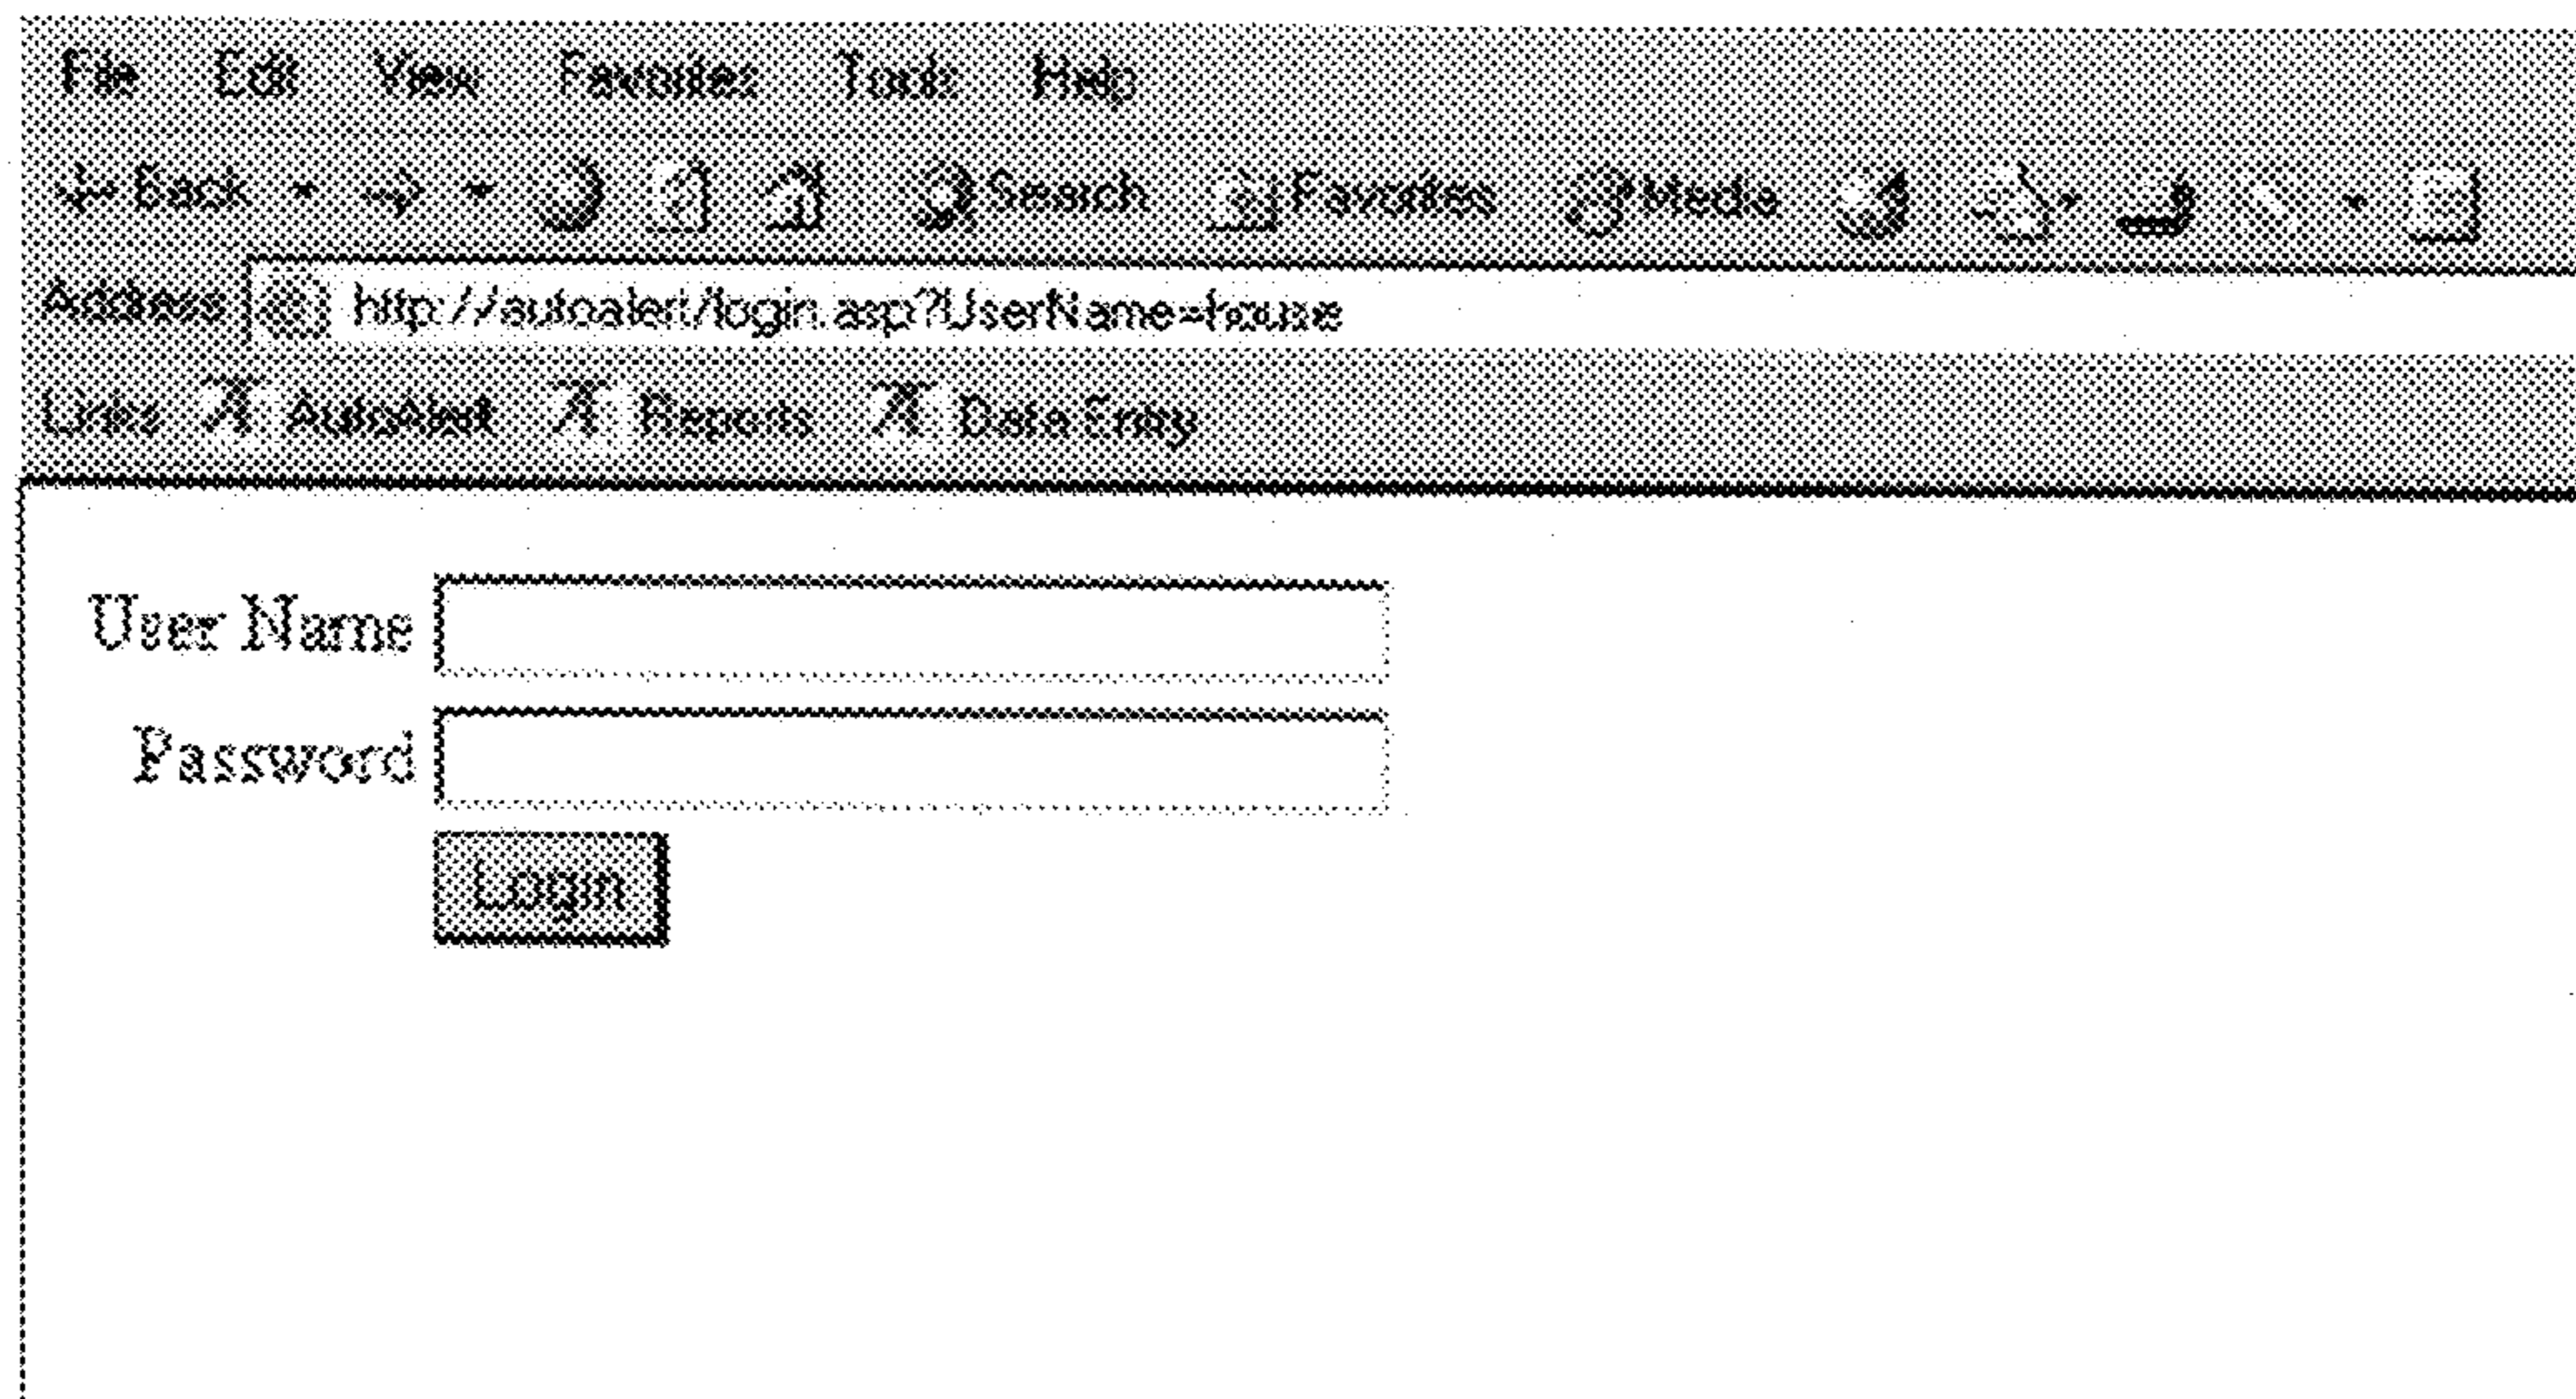 File Edit View Favorites Tools Help
Back Search Favorites Media
Address http://autoalert/login.asp?UserName=house
Links AutoAlert Reports Data Entry
User Name
Password
Login